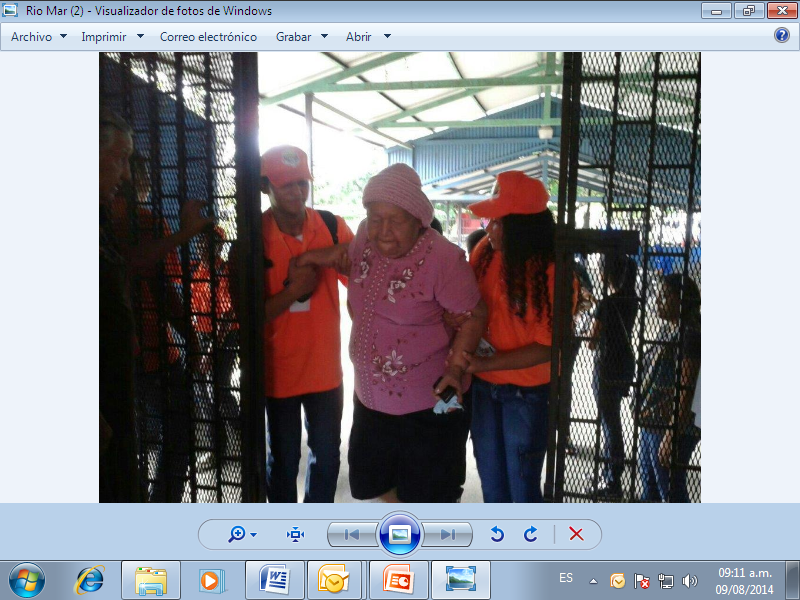 Rio Mar (2) - Visualizador de fotos de Windows
Archivo Imprimir Correo electrónico Grabar Abrir
ES
09:11 a.m.
09/08/2014